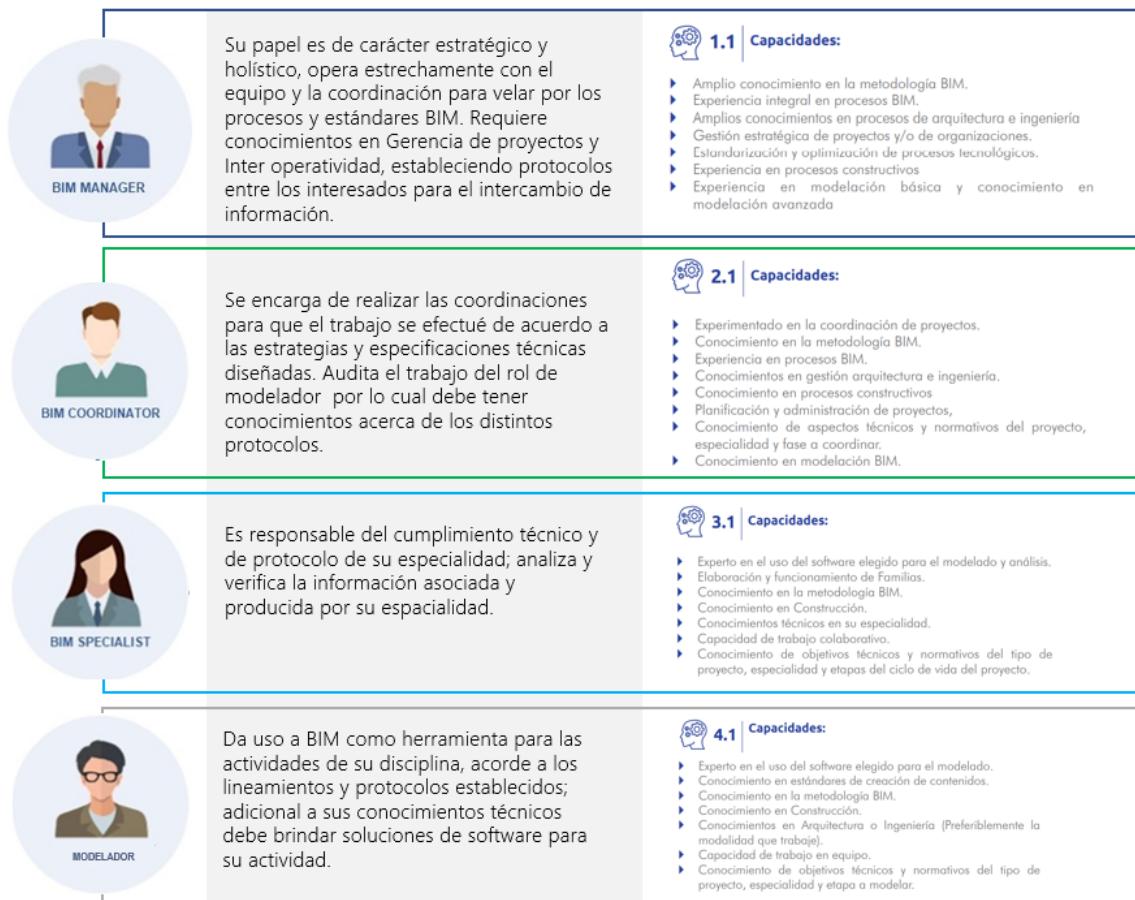 BIM MANAGER
Su papel es de carácter estratégico y
holístico, opera estrechamente con el
equipo y la coordinación para velar por los
procesos y estándares BIM. Requiere
conocimientos en Gerencia de proyectos y
Inter operatividad, estableciendo protocolos
entre los interesados para el intercambio de
información.
1.1 Capacidades:
Amplio conocimiento en la metodología BIM.
Experiencia integral en procesos BIM.
Amplios conocimientos en procesos de arquitectura e ingeniería
Gestión estratégica de proyectos y/o de organizaciones.
Estandarización y optimización de procesos tecnológicos.
Experiencia en procesos constructivos
Experiencia en modelación básica y conocimiento en
modelación avanzada
BIM COORDINATOR
Se encarga de realizar las coordinaciones
para que el trabajo se efectué de acuerdo a
las estrategias y especificaciones técnicas
diseñadas. Audita el trabajo del rol de
modelador por lo cual debe tener
conocimientos acerca de los distintos
protocolos.
2.1 Capacidades:
Experimentado en la coordinación de proyectos.
Conocimiento en la metodología BIM.
Experiencia en procesos BIM.
Conocimientos en gestión arquitectura e ingeniería.
Conocimiento en procesos constructivos
Planificación y administración de proyectos,
Conocimiento de aspectos técnicos y normativos del proyecto,
especialidad y fase a coordinar.
Conocimiento en modelación BIM.
BIM SPECIALIST
Es responsable del cumplimiento técnico y
de protocolo de su especialidad; analiza y
verifica la información asociada y
producida por su espacialidad.
3.1 Capacidades:
Experto en el uso del software elegido para el modelado y análisis.
Elaboración y funcionamiento de Familias.
Conocimiento en la metodología BIM.
Conocimiento en Construcción.
Conocimientos técnicos en su especialidad.
Capacidad de trabajo colaborativo.
Conocimiento de objetivos técnicos y normativos del tipo de
proyecto, especialidad y etapas del ciclo de vida del proyecto.
MODELADOR
Da uso a BIM como herramienta para las
actividades de su disciplina, acorde a los
lineamientos y protocolos establecidos;
adicional a sus conocimientos técnicos
debe brindar soluciones de software para
su actividad.
4.1 Capacidades:
Experto en el uso del software elegido para el modelado.
Conocimiento en estándares de creación de contenidos.
Conocimiento en la metodología BIM.
Conocimiento en Construcción.
Conocimientos en Arquitectura o Ingeniería (Preferiblemente la
modalidad que trabaje).
Capacidad de trabajo en equipo.
Conocimiento de objetivos técnicos y normativos del tipo de
proyecto, especialidad y etapa a modelar.